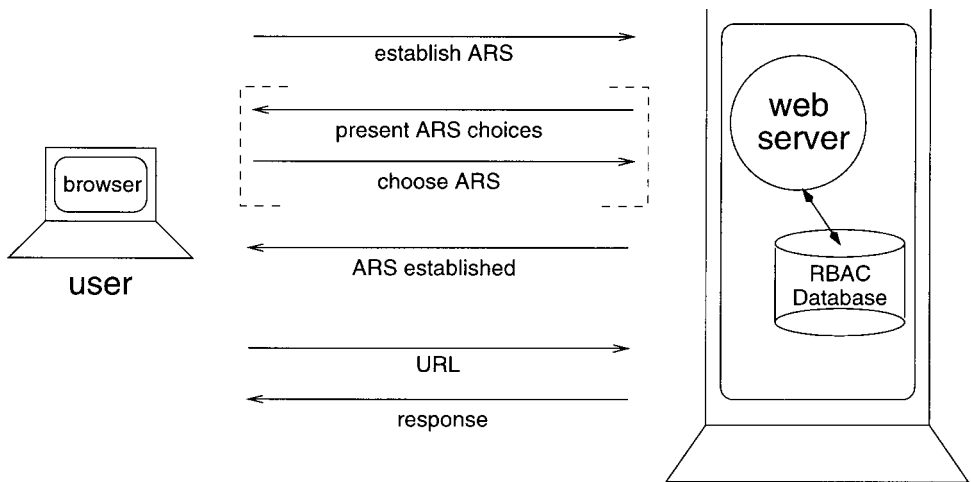 establish ARS
present ARS choices
choose ARS
ARS established
URL
response
browser
user
web
server
RBAC
Database